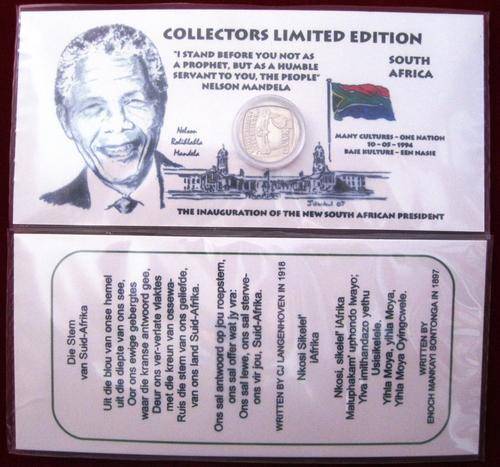 COLLECTORS LIMITED EDITION
"I STAND BEFORE YOU NOT AS
A PROPHET, BUT AS A HUMBLE
SERVANT TO YOU, THE PEOPLE"
NELSON MANDELA
SOUTH
AFRICA
Nelson
Rolihlahla
Mandela
MANY CULTURES - ONE NATION
10 - 05 - 1994
BAIE KULTURE - EEN NASIE
THE INAUGURATION OF THE NEW SOUTH AFRICAN PRESIDENT
Die Stem
van Suid-Afrika
Uit die blou van onse hemel
uit die diepte van ons see,
Oor ons ewige gebergtes
waar die kranse antwoord gee,
Deur ons ver-verlate vlaktes
met die kreun van ossewa-
Ruis die stem van ons geliefde,
van ons land Suid-Afrika.
Ons sal antwoord op jou roepstem,
ons sal offer wat jy vra:
Ons sal lewe, ons sal sterwe-
ons vir jou, Suid-Afrika.
WRITTEN BY CJ LANGENHOVEN IN 1918
Nkosi Sikelel'
iAfrika
Nkosi, sikelel' iAfrika
Maluphakam' uphondo lwayo;
Yiva imithandazo yethu
Usisikelele.
Yihla Moya, yihla Moya,
Yihla Moya Oyingcwele.
WRITTEN BY
ENOCH MANKAYI SONTONGA IN 1897